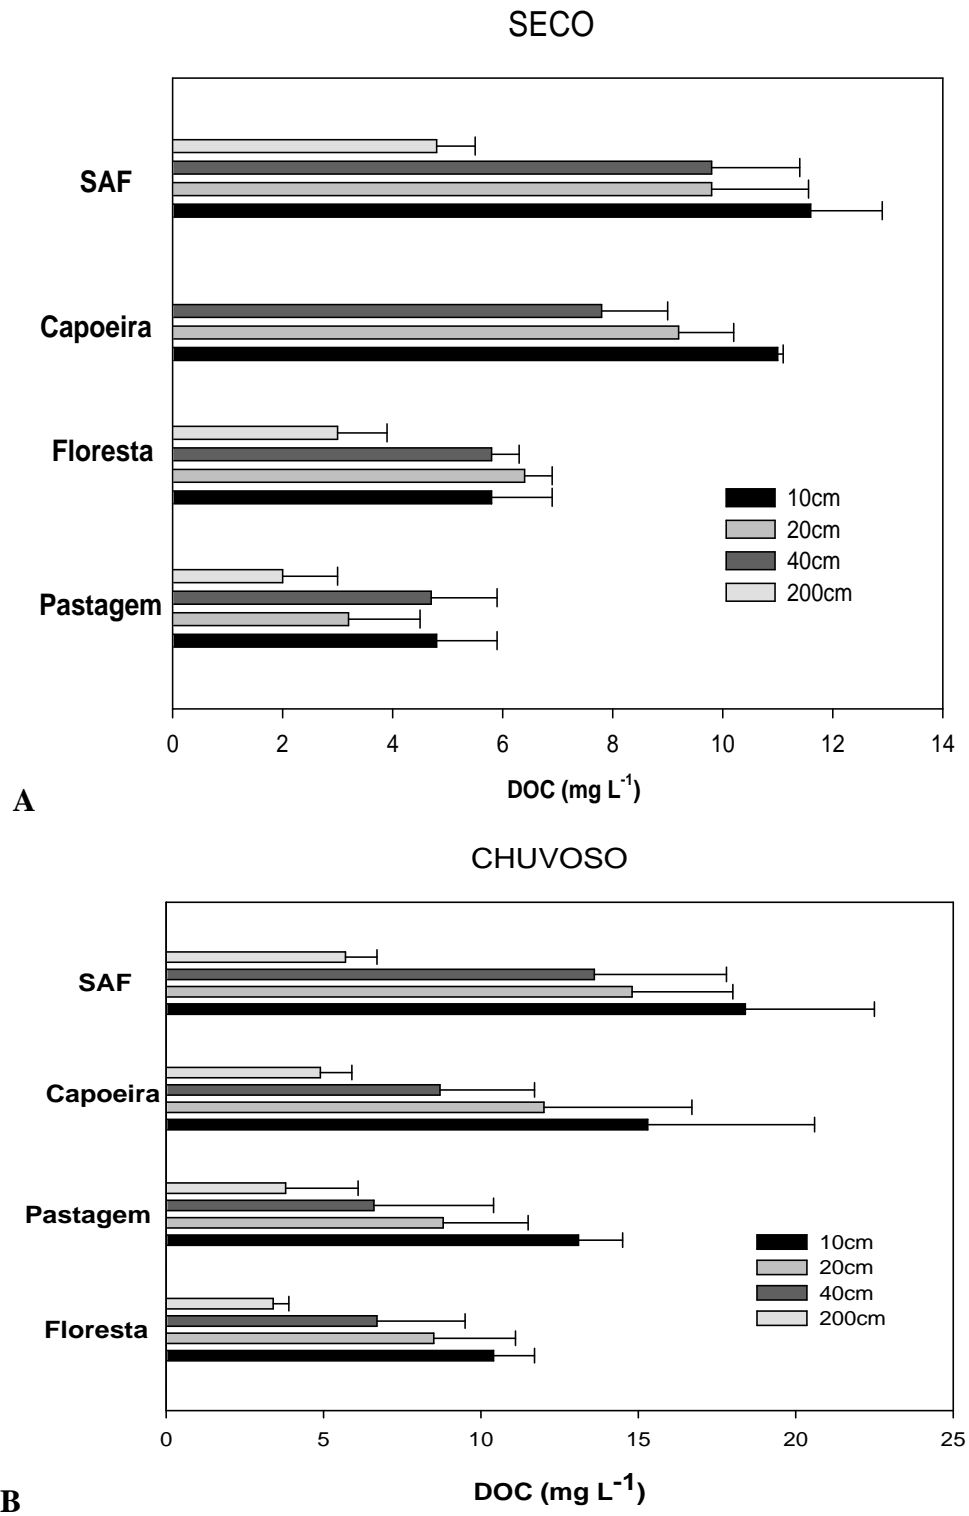 SECO
SAF
Capoeira
Floresta
Pastagem
10cm
20cm
40cm
200cm
0 2 4 6 8 10 12 14
DOC (mg L-1)
A
CHUVOSO
SAF
Capoeira
Pastagem
Floresta
10cm
20cm
40cm
200cm
0 5 10 15 20 25
DOC (mg L-1)
B